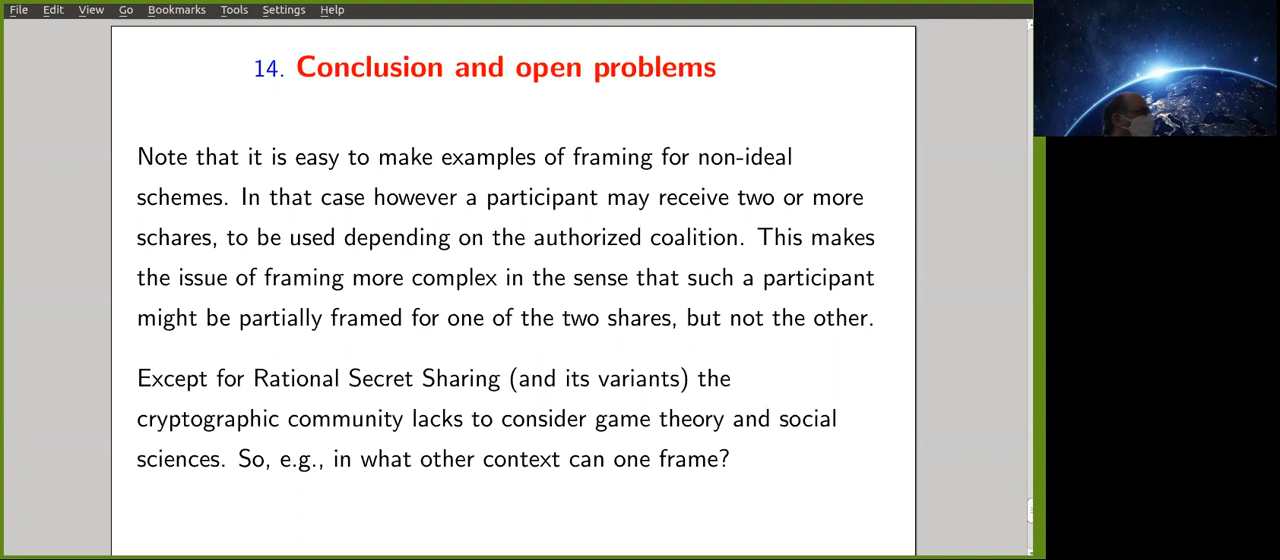 File Edit View Go Bookmarks Tools Settings Help
14. Conclusion and open problems
Note that it is easy to make examples of framing for non-ideal
schemes. In that case however a participant may receive two or more
schares, to be used depending on the authorized coalition. This makes
the issue of framing more complex in the sense that such a participant
might be partially framed for one of the two shares, but not the other.
Except for Rational Secret Sharing (and its variants) the
cryptographic community lacks to consider game theory and social
sciences. So, e.g., in what other context can one frame?